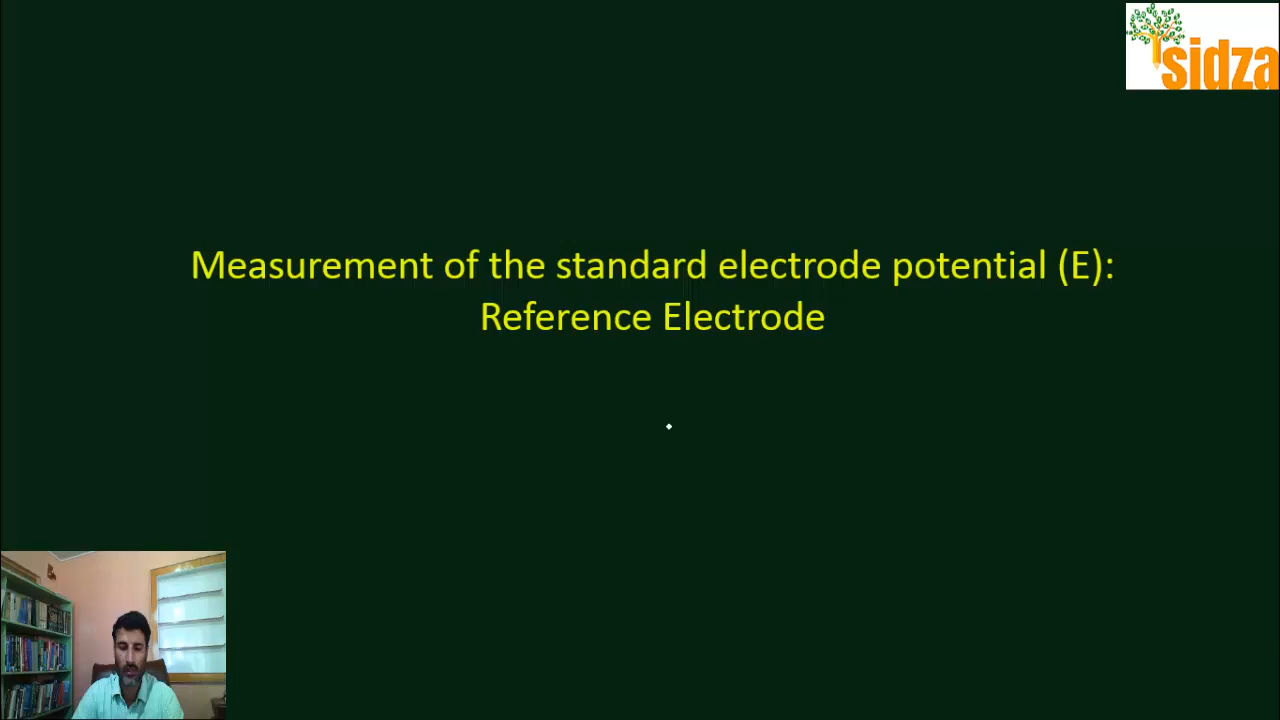 sidza
Measurement of the standard electrode potential (E):
Reference Electrode